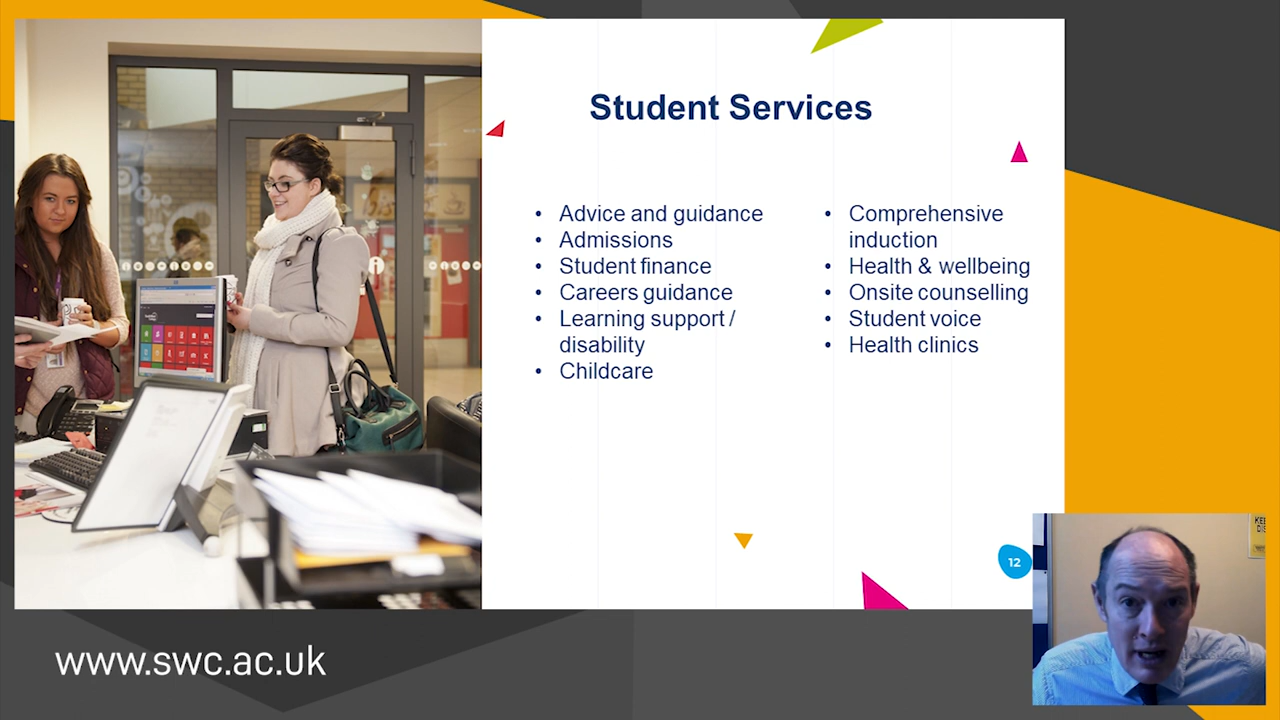 Student Services
• Advice and guidance
• Admissions
• Student finance
• Careers guidance
• Learning support /
disability
• Childcare
• Comprehensive
induction
• Health & wellbeing
• Onsite counselling
• Student voice
• Health clinics
12
www.swc.ac.uk